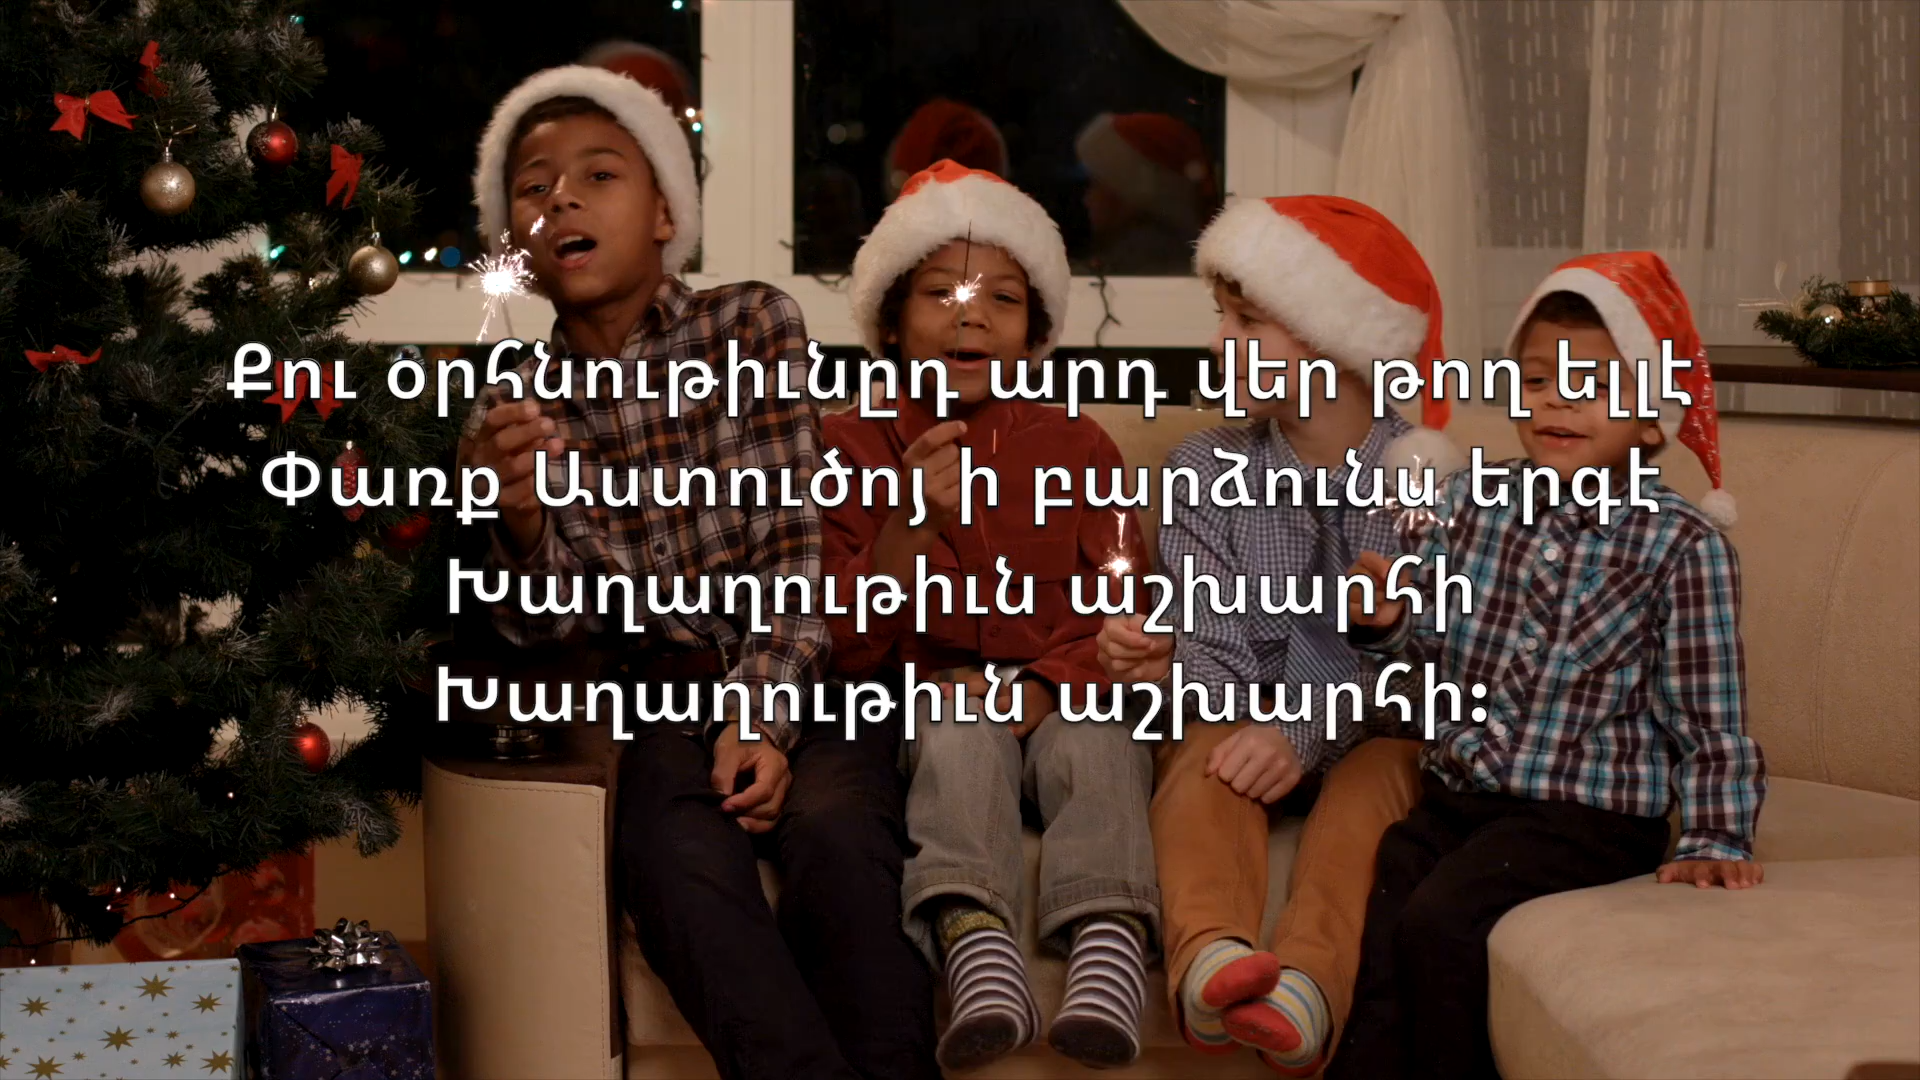 Քու օրհնութիւնըդ արդ վեր թող ելլէ
Փառք Աստուծոյ ի բարձունս երգէ
Խաղաղութիւն աշխարհի
Խաղաղութիւն աշխարհի: